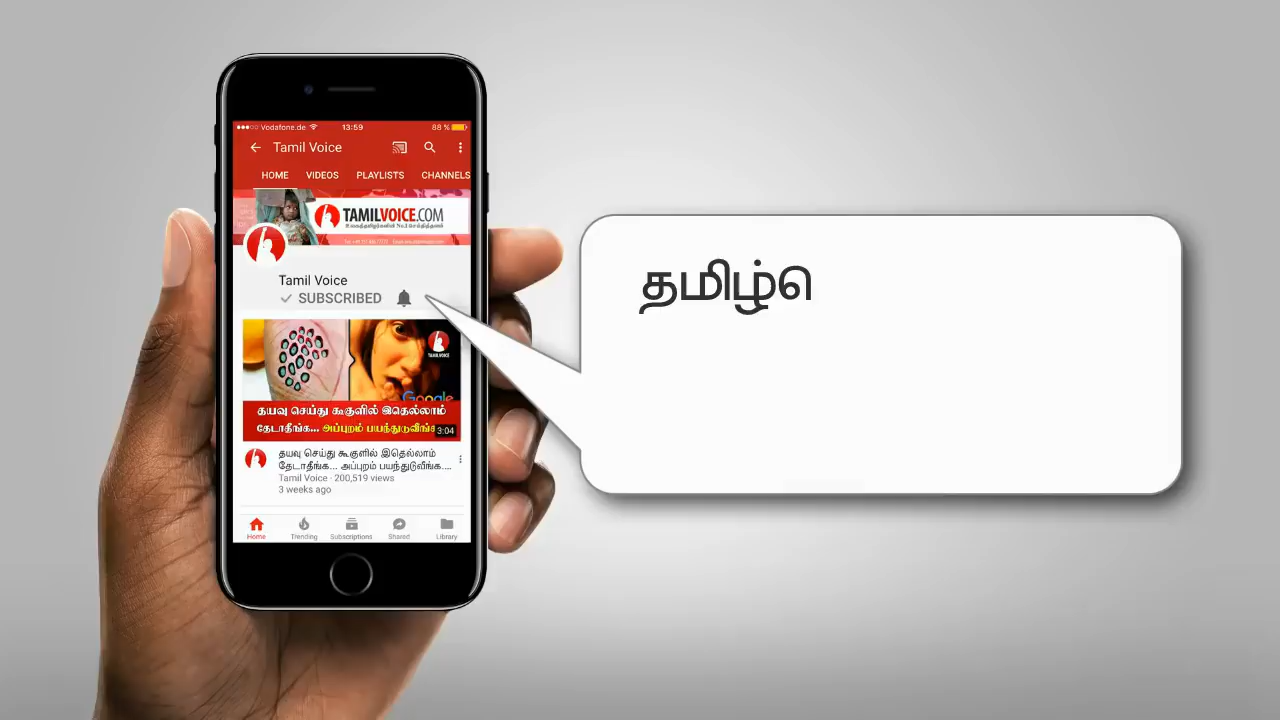 Vodafone.de
13:59
88 %
Tamil Voice
HOME VIDEOS PLAYLISTS CHANNELS
TAMILVOICE.COM
Tamil Voice
SUBSCRIBED
TAMILVOICE
Google
தயவு செய்து கூகுளில் இதெல்லாம்
தேடாதீங்க... அப்புறம் பயந்துடுவீங்க
3:04
தயவு செய்து கூகுளில் இதெல்லாம்
தேடாதீங்க... அப்புறம் பயந்துடுவீங்க....
Tamil Voice · 200,519 views
3 weeks ago
Home Trending Subscriptions Shared Library
தமிழ்வெ